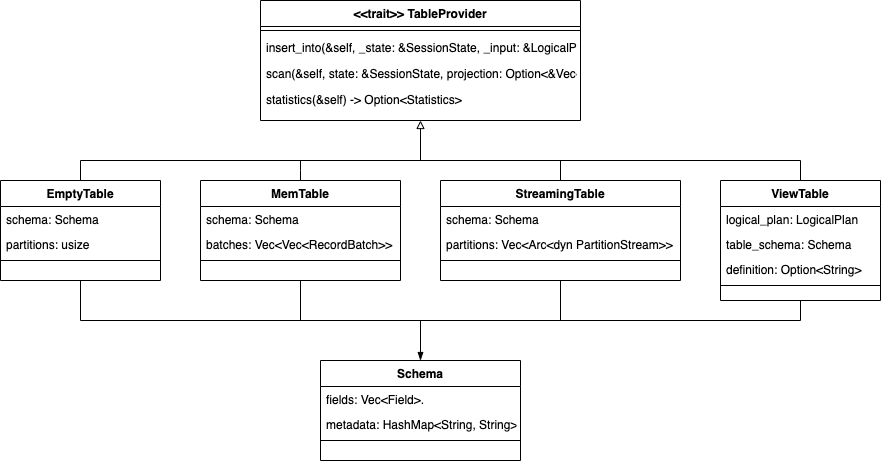 <<trait>> TableProvider
insert_into(&self, _state: &SessionState, _input: &LogicalP
scan(&self, state: &SessionState, projection: Option<&Vec
statistics(&self) -> Option<Statistics>
EmptyTable
schema: Schema
partitions: usize
MemTable
schema: Schema
batches: Vec<Vec<RecordBatch>>
StreamingTable
schema: Schema
partitions: Vec<Arc<dyn PartitionStream>>
ViewTable
logical_plan: LogicalPlan
table_schema: Schema
definition: Option<String>
Schema
fields: Vec<Field>.
metadata: HashMap<String, String>